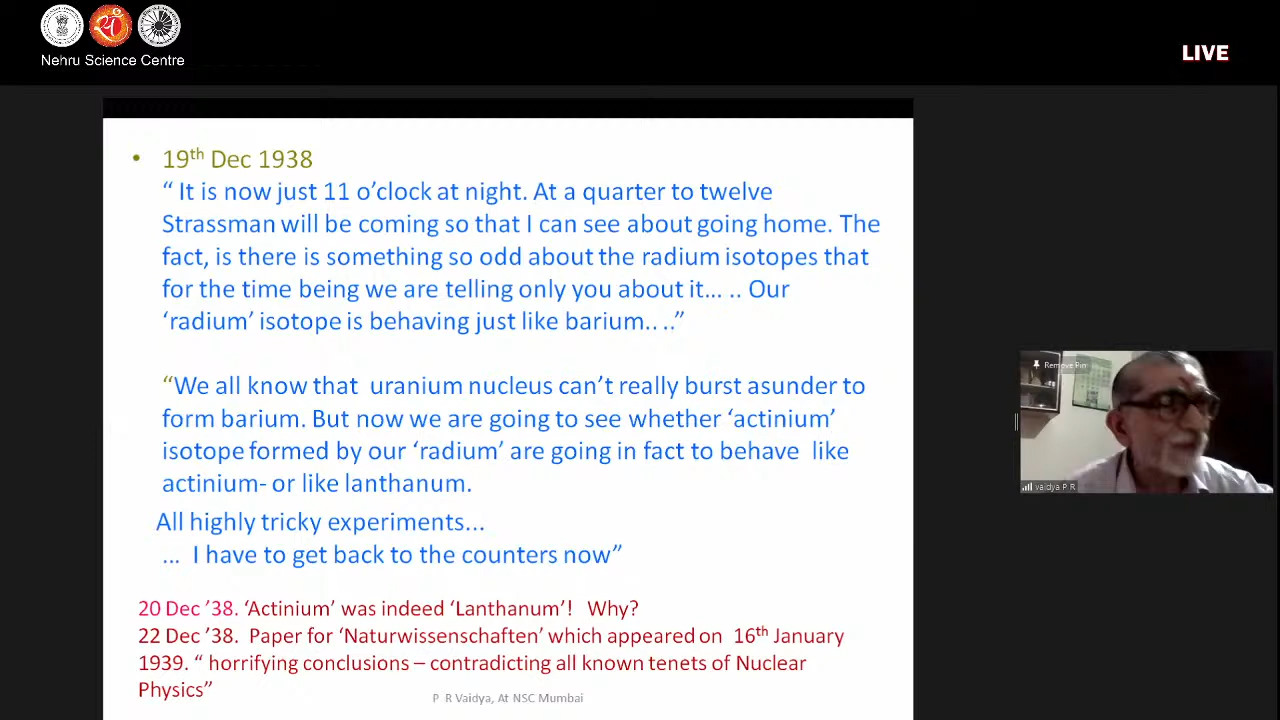 Nehru Science Centre
LIVE
• 19th Dec 1938
“ It is now just 11 o’clock at night. At a quarter to twelve
Strassman will be coming so that I can see about going home. The
fact, is there is something so odd about the radium isotopes that
for the time being we are telling only you about it… .. Our
‘radium’ isotope is behaving just like barium.. ..”
“We all know that uranium nucleus can’t really burst asunder to
form barium. But now we are going to see whether ‘actinium’
isotope formed by our ‘radium’ are going in fact to behave like
actinium- or like lanthanum.
All highly tricky experiments...
... I have to get back to the counters now”
20 Dec ’38. ‘Actinium’ was indeed ‘Lanthanum’! Why?
22 Dec ’38. Paper for ‘Naturwissenschaften’ which appeared on 16th January
1939. “ horrifying conclusions – contradicting all known tenets of Nuclear
Physics”
P R Vaidya, At NSC Mumbai
Remove Pin
vaidya P R